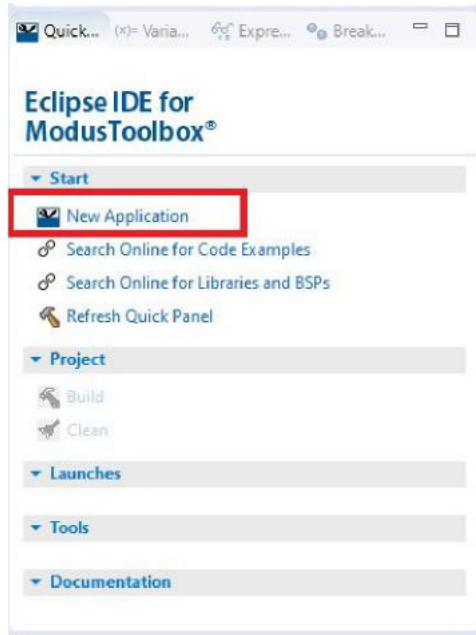 Quick... (x)= Varia... Expre... Break...
Eclipse IDE for
ModusToolbox®
Start
New Application
Search Online for Code Examples
Search Online for Libraries and BSPs
Refresh Quick Panel
Project
Build
Clean
Launches
Tools
Documentation